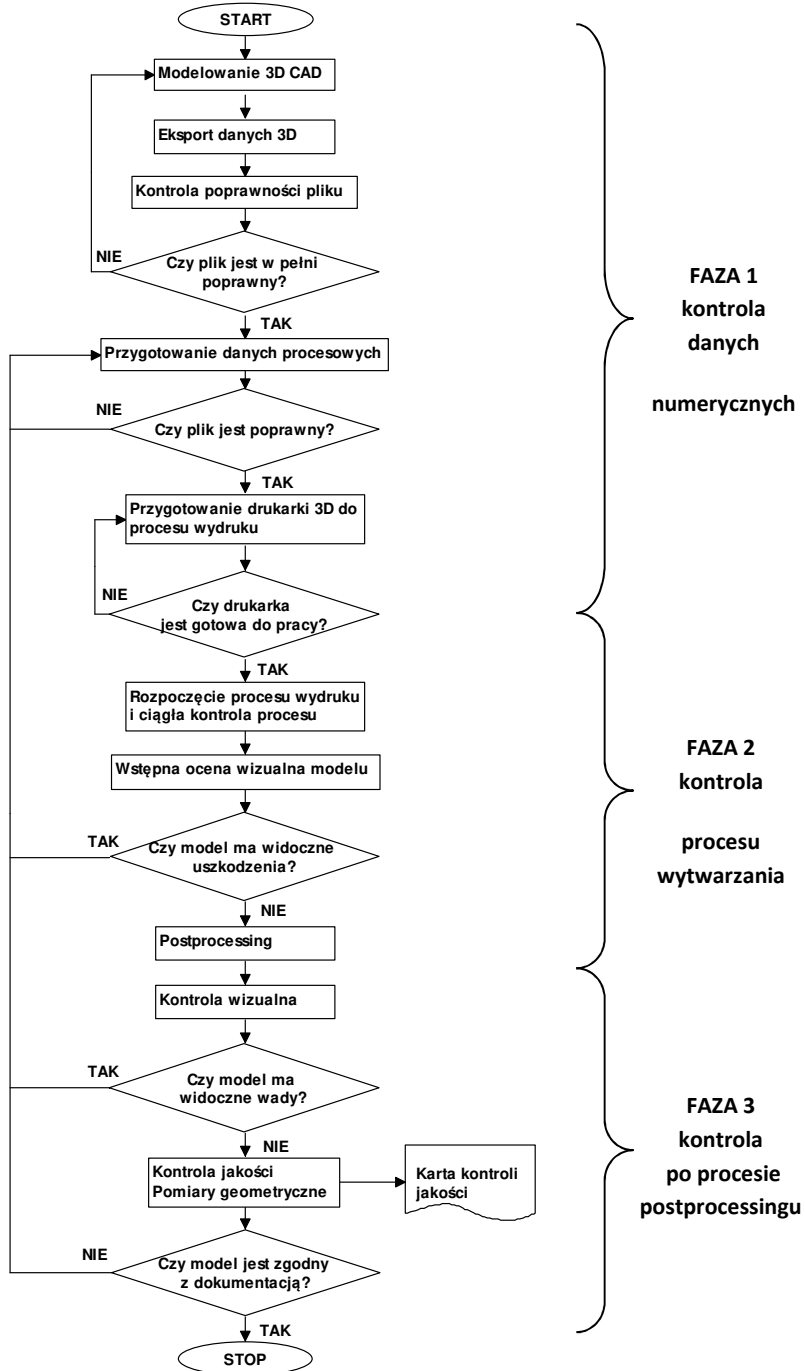 START
Modelowanie 3D CAD
Eksport danych 3D
Kontrola poprawności pliku
NIE
Czy plik jest w pełni
poprawny?
TAK
Przygotowanie danych procesowych
NIE
Czy plik jest poprawny?
TAK
Przygotowanie drukarki 3D do
procesu wydruku
NIE
Czy drukarka
jest gotowa do pracy?
TAK
Rozpoczęcie procesu wydruku
i ciągła kontrola procesu
Wstępna ocena wizualna modelu
TAK
Czy model ma widoczne
uszkodzenia?
NIE
Postprocessing
Kontrola wizualna
TAK
Czy model ma
widoczne wady?
NIE
Kontrola jakości
Pomiary geometryczne
Karta kontroli
jakości
NIE
Czy model jest zgodny
z dokumentacją?
TAK
STOP
FAZA 1
kontrola
danych
numerycznych
FAZA 2
kontrola
procesu
wytwarzania
FAZA 3
kontrola
po procesie
postprocessingu